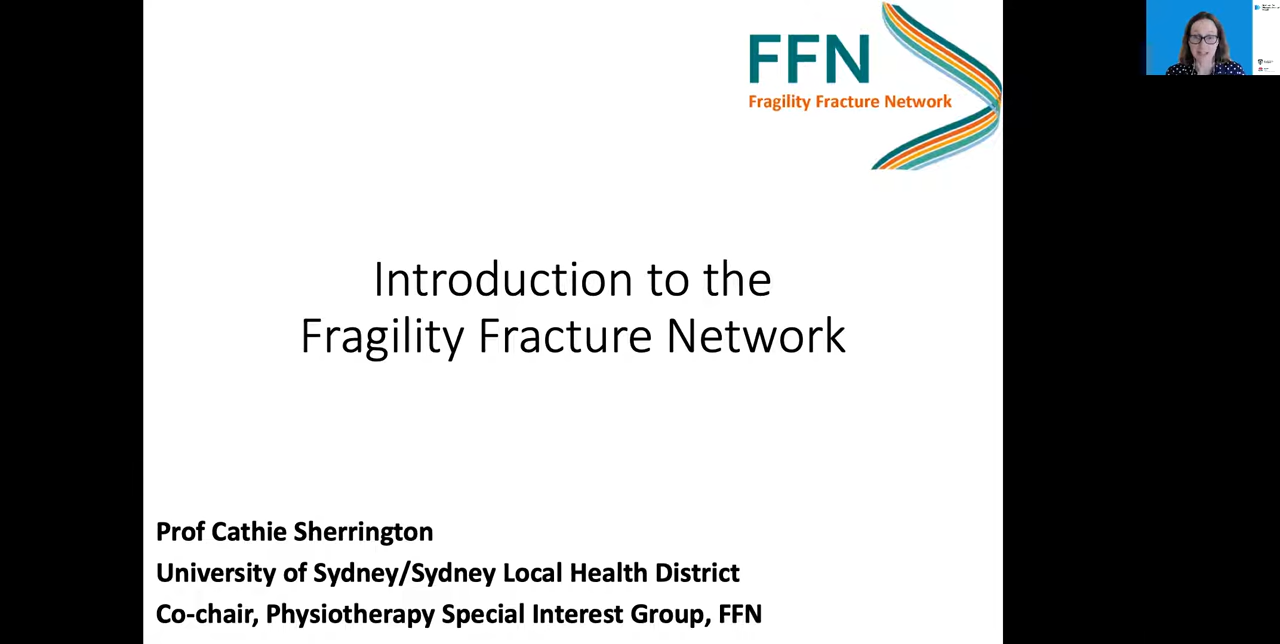 FFN
Fragility Fracture Network
Introduction to the
Fragility Fracture Network
Prof Cathie Sherrington
University of Sydney/Sydney Local Health District
Co-chair, Physiotherapy Special Interest Group, FFN